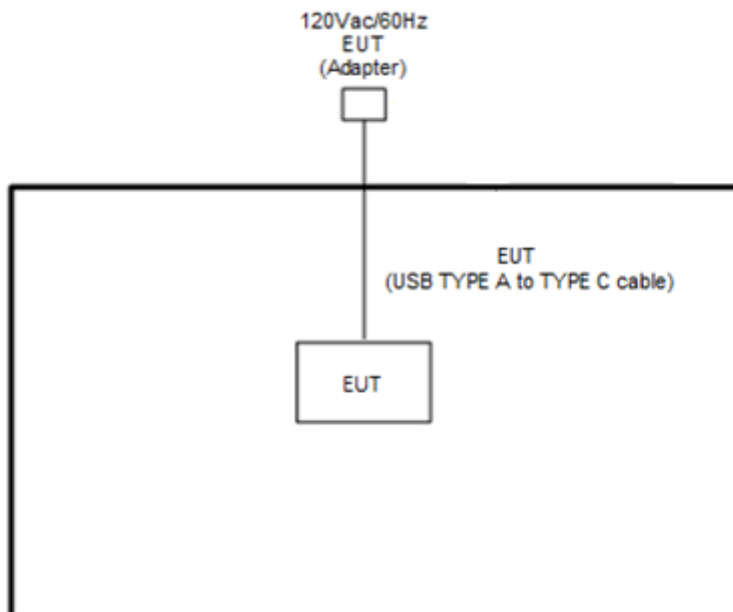 120Vac/60Hz
EUT
(Adapter)
EUT
(USB TYPE A to TYPE C cable)
EUT